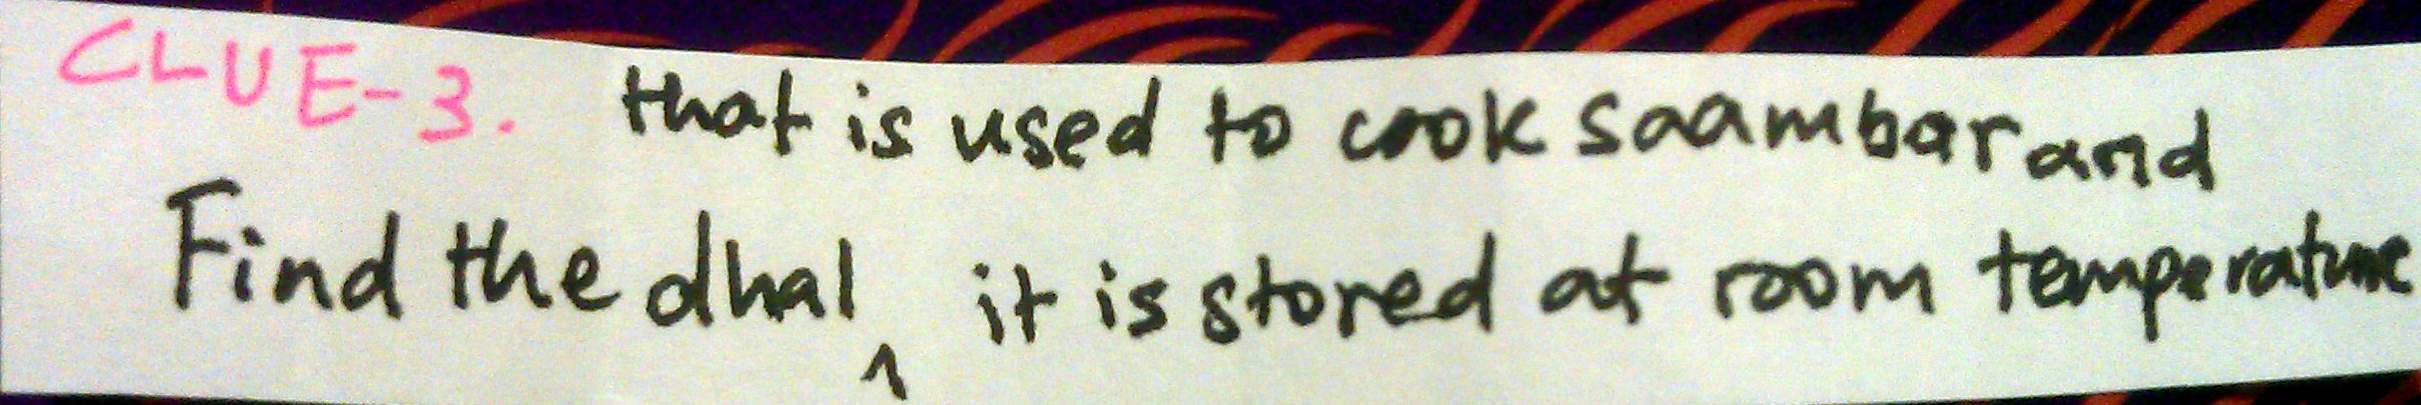 CLUE-3.
that is used to cook saambar and
Find the dhal ^ it is stored at room temperature